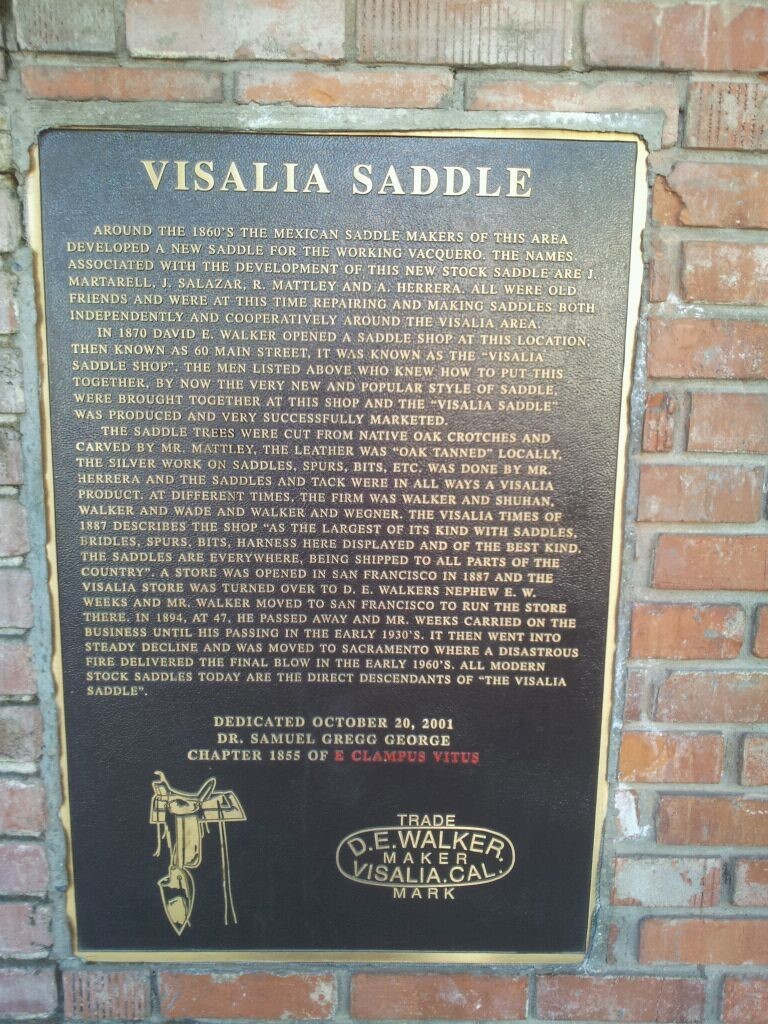 VISALIA SADDLE
AROUND THE 1860'S THE MEXICAN SADDLE MAKERS OF THIS AREA
DEVELOPED A NEW SADDLE FOR THE WORKING VACQUERO. THE NAMES
ASSOCIATED WITH THE DEVELOPMENT OF THIS NEW STOCK SADDLE ARE J.
MARTARELL, J. SALAZAR, R. MATTLEY AND A. HERRERA. ALL WERE OLD
FRIENDS AND WERE AT THIS TIME REPAIRING AND MAKING SADDLES BOTH
INDEPENDENTLY AND COOPERATIVELY AROUND THE VISALIA AREA.
IN 1870 DAVID E. WALKER OPENED A SADDLE SHOP AT THIS LOCATION.
THEN KNOWN AS 60 MAIN STREET, IT WAS KNOWN AS THE "VISALIA
SADDLE SHOP". THE MEN LISTED ABOVE WHO KNEW HOW TO PUT THIS
TOGETHER, BY NOW THE VERY NEW AND POPULAR STYLE OF SADDLE,
WERE BROUGHT TOGETHER AT THIS SHOP AND THE "VISALIA SADDLE"
WAS PRODUCED AND VERY SUCCESSFULLY MARKETED.
THE SADDLE TREES WERE CUT FROM NATIVE OAK CROTCHES AND
CARVED BY MR. MATTLEY, THE LEATHER WAS "OAK TANNED" LOCALLY.
THE SILVER WORK ON SADDLES, SPURS, BITS, ETC. WAS DONE BY MR.
HERRERA AND THE SADDLES AND TACK WERE IN ALL WAYS A VISALIA
PRODUCT. AT DIFFERENT TIMES, THE FIRM WAS WALKER AND SHUHAN,
WALKER AND WADE AND WALKER AND WEGNER. THE VISALIA TIMES OF
1887 DESCRIBES THE SHOP "AS THE LARGEST OF ITS KIND WITH SADDLES,
BRIDLES, SPURS, BITS, HARNESS HERE DISPLAYED AND OF THE BEST KIND.
THE SADDLES ARE EVERYWHERE, BEING SHIPPED TO ALL PARTS OF THE
COUNTRY". A STORE WAS OPENED IN SAN FRANCISCO IN 1887 AND THE
VISALIA STORE WAS TURNED OVER TO D. E. WALKERS NEPHEW E. W.
WEEKS AND MR. WALKER MOVED TO SAN FRANCISCO TO RUN THE STORE
THERE. IN 1894, AT 47, HE PASSED AWAY AND MR. WEEKS CARRIED ON THE
BUSINESS UNTIL HIS PASSING IN THE EARLY 1930'S. IT THEN WENT INTO
STEADY DECLINE AND WAS MOVED TO SACRAMENTO WHERE A DISASTROUS
FIRE DELIVERED THE FINAL BLOW IN THE EARLY 1960'S. ALL MODERN
STOCK SADDLES TODAY ARE THE DIRECT DESCENDANTS OF "THE VISALIA
SADDLE".
DEDICATED OCTOBER 20, 2001
DR. SAMUEL GREGG GEORGE
CHAPTER 1855 OF E CLAMPUS VITUS
TRADE
D.E.WALKER.
MAKER
VISALIA.CAL.
MARK